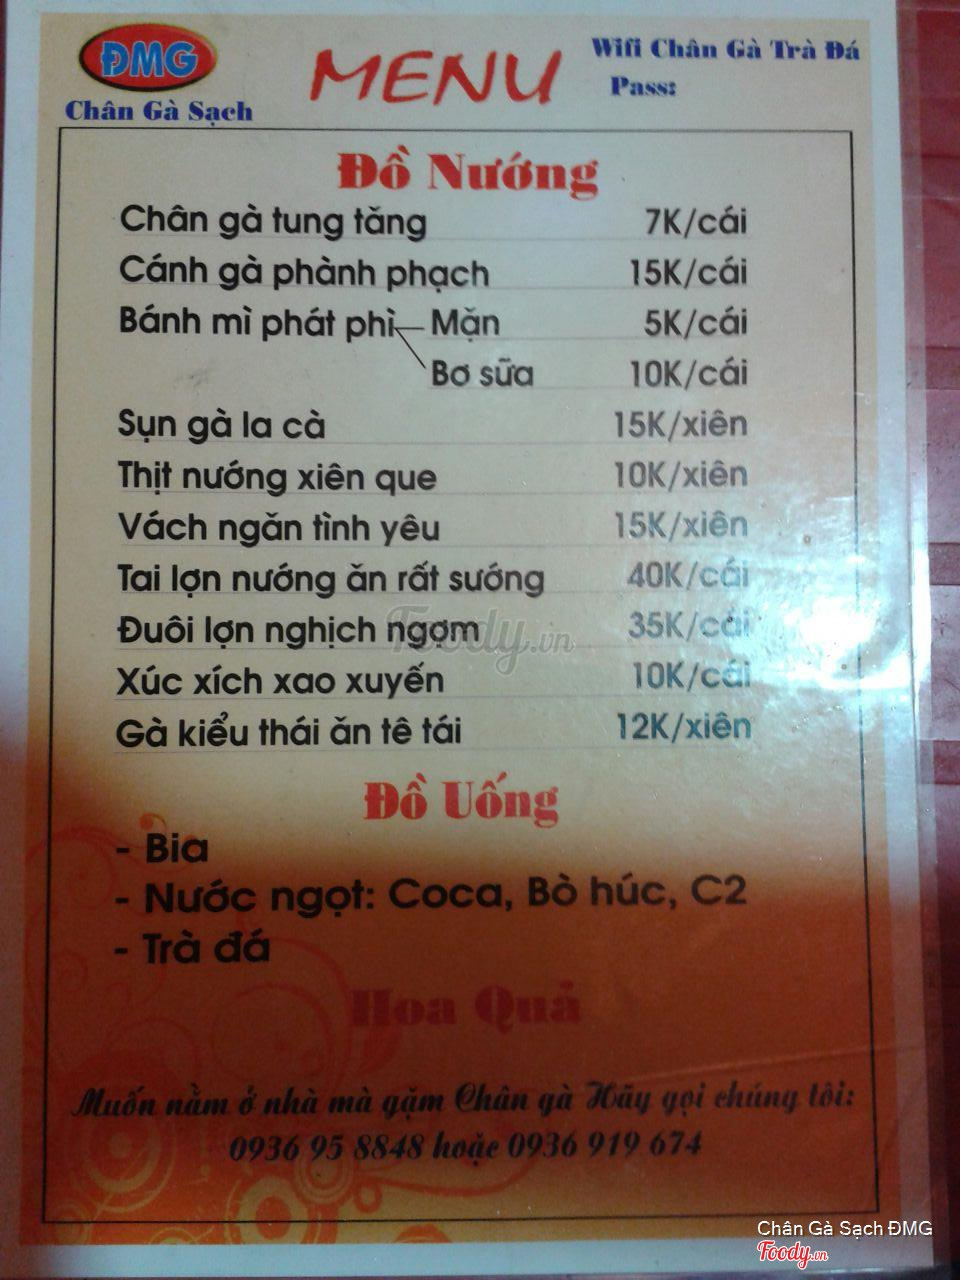 ĐMG
Chân Gà Sạch
MENU
Wifi Chân Gà Trà Đá
Pass:
Đồ Nướng
Chân gà tung tăng 7K/cái
Cánh gà phành phạch 15K/cái
Bánh mì phát phì Mặn 5K/cái
Bơ sữa 10K/cái
Sụn gà la cà 15K/xiên
Thịt nướng xiên que 10K/xiên
Vách ngăn tình yêu 15K/xiên
Tai lợn nướng ăn rất sướng 40K/cái
Đuôi lợn nghịch ngợm 35K/cái
Xúc xích xao xuyến 10K/cái
Gà kiểu thái ăn tê tái 12K/xiên
Foody.vn
Đồ Uống
- Bia
- Nước ngọt: Coca, Bò húc, C2
- Trà đá
Hoa Quả
Muốn nằm ở nhà mà gặm Chân gà Hãy gọi chúng tôi:
0936 95 8848 hoặc 0936 919 674
Chân Gà Sạch ĐMG
Foody.vn